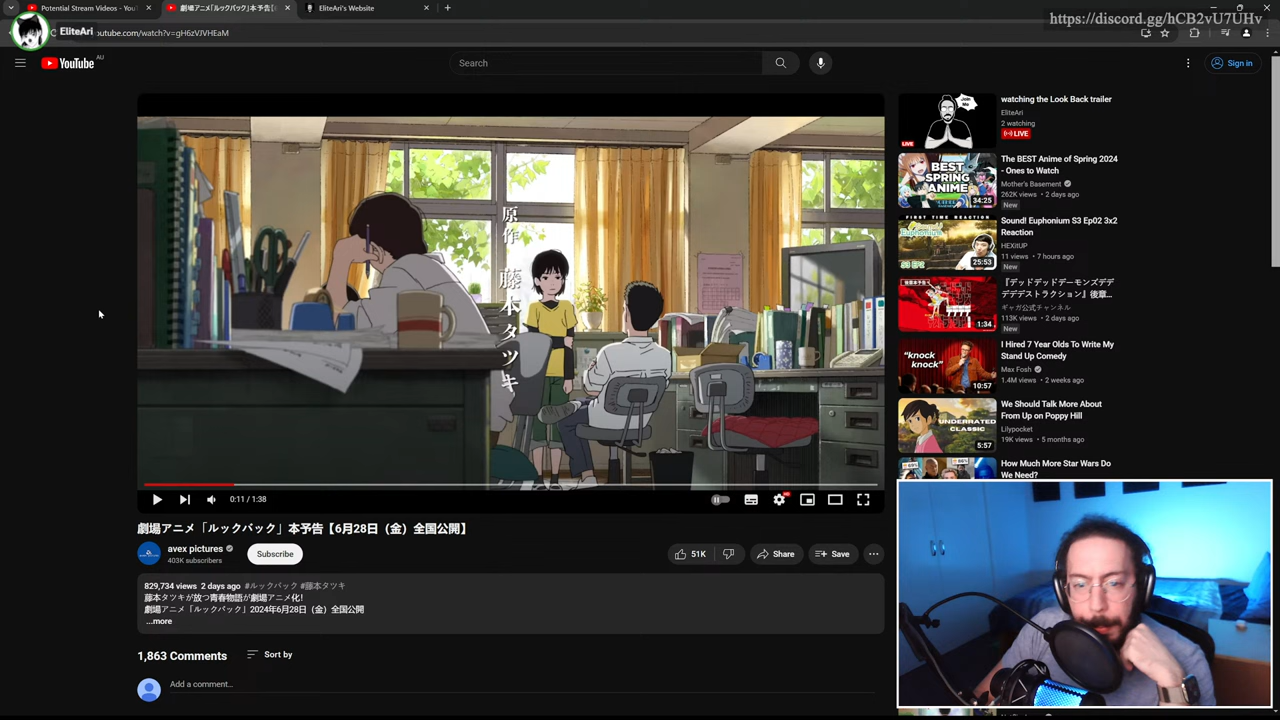 Potential Stream Videos - You
劇場アニメ「ルックバック」本予告【
EliteAri's Website
https://discord.gg/hCB2vU7UHv
EliteAri
utube.com/watch?v=gH6zVJVHEaM
YouTube
AU
Search
Sign in
原作
藤本タツキ
0:11 / 1:38
劇場アニメ「ルックバック」本予告【6月28日（金）全国公開】
avex pictures
403K subscribers
Subscribe
51K
Share
Save
829,734 views 2 days ago #ルックバック #藤本タツキ
藤本タツキが放つ青春物語が劇場アニメ化！
劇場アニメ「ルックバック」2024年6月28日（金）全国公開
...more
1,863 Comments
Sort by
Add a comment...
LIVE
watching the Look Back trailer
EliteAri
2 watching
LIVE
BEST
SPRING
ANIME
34:25
The BEST Anime of Spring 2024
- Ones to Watch
Mother's Basement
262K views • 2 days ago
New
FIRST TIME REACTION
25:53
Sound! Euphonium S3 Ep02 3x2
Reaction
HEXitUP
11 views • 7 hours ago
New
1:34
『デッドデッドデーモンズデデ
デデデストラクション』後章...
ギャガ公式チャンネル
113K views • 2 days ago
New
"knock
knock"
10:57
I Hired 7 Year Olds To Write My
Stand Up Comedy
Max Fosh
1.4M views • 2 weeks ago
UNDERRATED
CLASSIC
5:57
We Should Talk More About
From Up on Poppy Hill
Lilypocket
19K views • 5 months ago
How Much More Star Wars Do
We Need?